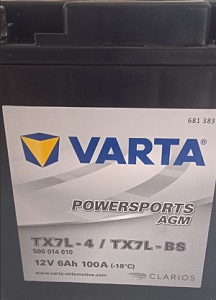 681 383
VARTA
POWERSPORTS
AGM
TX7L-4 / TX7L-BS
506 014 010
12V 6Ah 100A (-18°C)
www.varta-automotive.com
CLARIOS